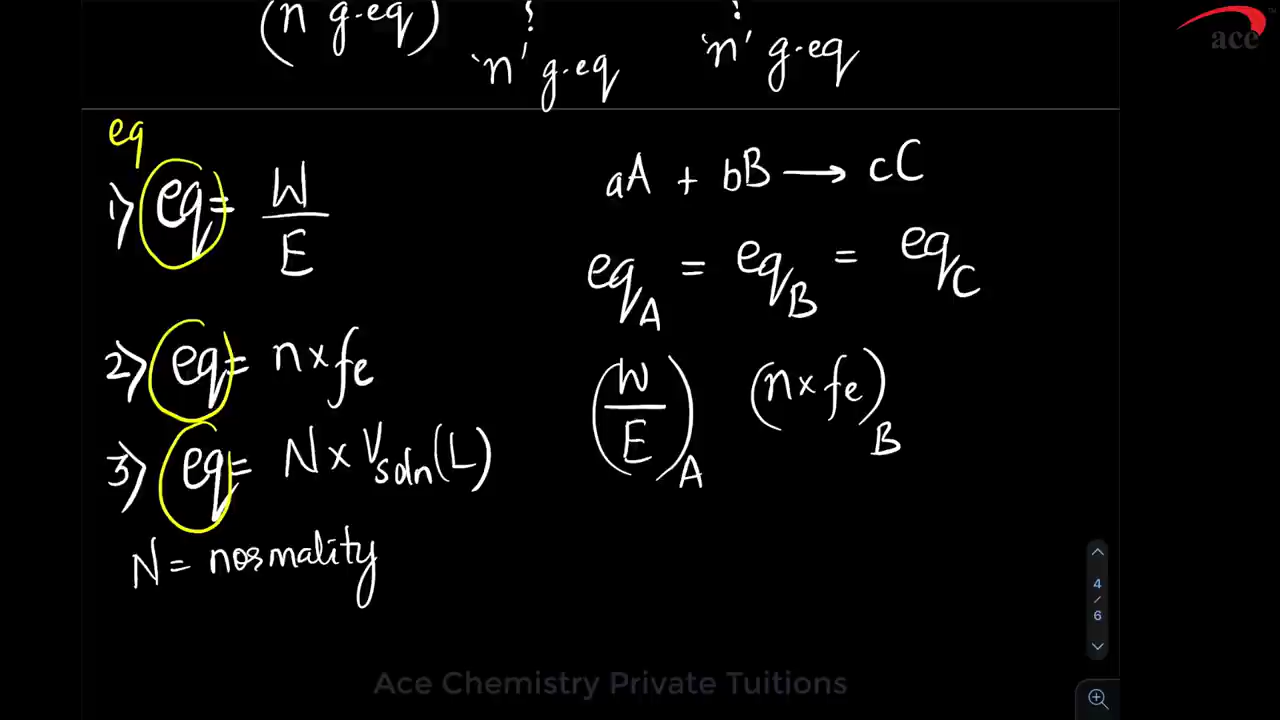 (n g-eq) ? ?
'n' g-eq 'n' g-eq
ace
eq
1) eq = W/E
aA + bB → cC
eq_A = eq_B = eq_C
2) eq = n × fe
(W/E)_A (n × fe)_B
3) eq = N × V_soln (L)
N = normality
4
/
6
Ace Chemistry Private Tuitions